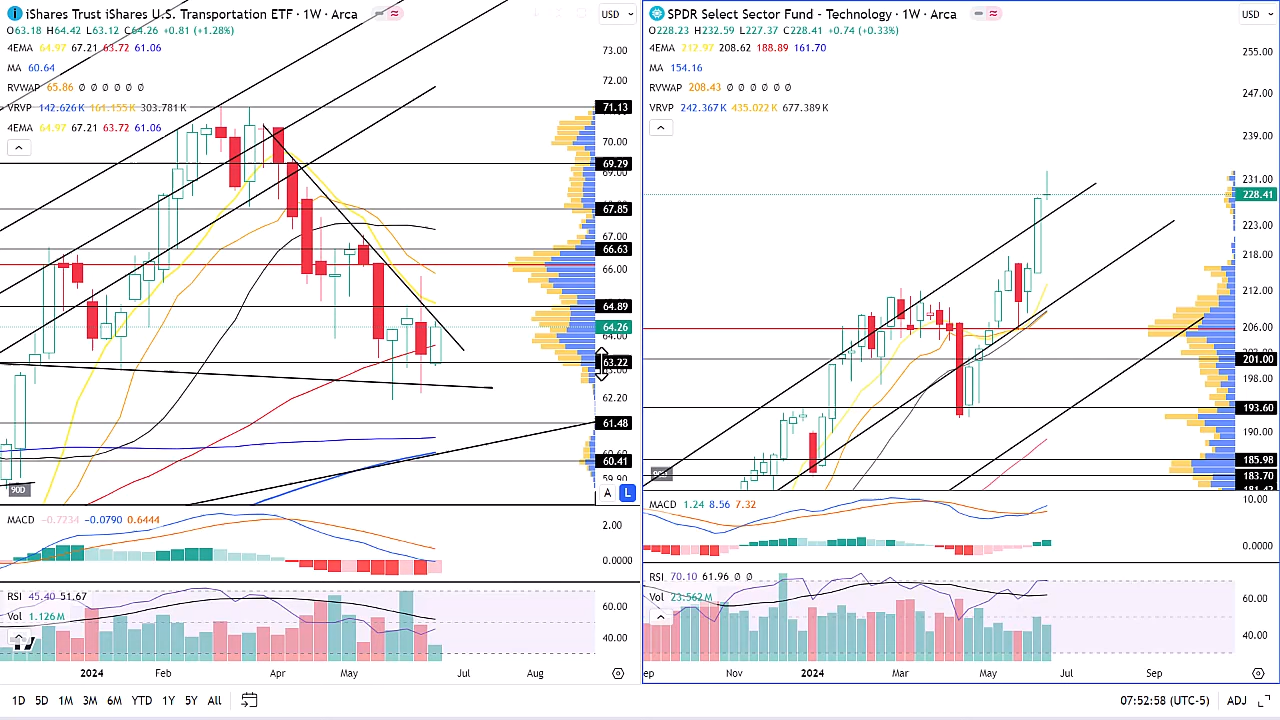 iShares Trust iShares U.S. Transportation ETF · 1W · Arca
USD
O63.18 H64.42 L63.12 C64.26 +0.81 (+1.28%)
4EMA 64.97 67.21 63.72 61.06
MA 60.64
RVWAP 65.86 ∅ ∅ ∅ ∅ ∅ ∅
VRVP 142.626K 161.155K 303.781K
4EMA 64.97 67.21 63.72 61.06
73.00
72.00
71.13
70.00
69.29
69.00
67.85
67.00
66.63
66.00
64.89
64.26
63.22
63.00
62.20
61.48
60.60
60.41
59.90
90D
A
L
MACD -0.7234 -0.0790 0.6444
2.00
0.0000
RSI 45.40 51.67
Vol 1.126M
60.00
40.00
2024
Feb
Apr
May
Jul
Aug
SPDR Select Sector Fund - Technology · 1W · Arca
USD
O228.23 H232.59 L227.37 C228.41 +0.74 (+0.33%)
4EMA 212.97 208.62 188.89 161.70
MA 154.16
RVWAP 208.43 ∅ ∅ ∅ ∅ ∅ ∅
VRVP 242.367K 435.022K 677.389K
255.00
247.00
239.00
231.00
228.41
223.00
218.00
212.00
206.00
201.00
198.00
193.60
190.00
185.98
183.70
MACD 1.24 8.56 7.32
10.00
0.0000
RSI 70.10 61.96 ∅ ∅
Vol 23.562M
60.00
40.00
ep
Nov
2024
Mar
May
Jul
Sep
1D 5D 1M 3M 6M YTD 1Y 5Y All
07:52:58 (UTC-5)
ADJ